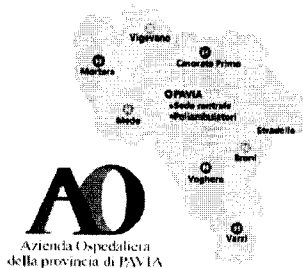 Vigevano
Casorate Primo
Mortara
PAVIA
•Sede centrale
•Poliambulatori
Mede
Stradella
Broni
Voghera
Varzi
AO
Azienda Ospedaliera
della provincia di PAVIA